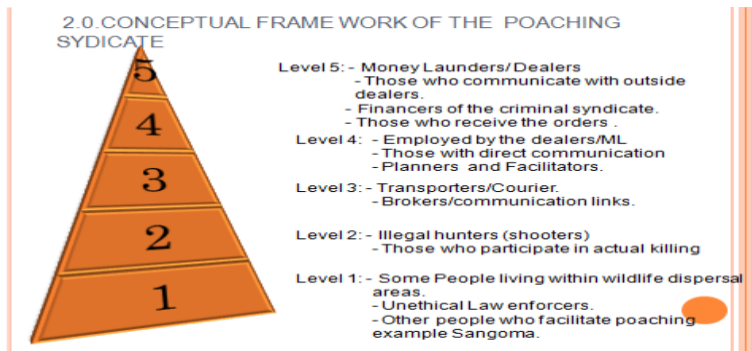 2.0.CONCEPTUAL FRAME WORK OF THE POACHING
SYDICATE
5
4
3
2
1
Level 5: - Money Launders/ Dealers
- Those who communicate with outside
dealers.
- Financers of the criminal syndicate.
- Those who receive the orders .
Level 4: - Employed by the dealers/ML
- Those with direct communication
- Planners and Facilitators.
Level 3: - Transporters/Courier.
- Brokers/communication links.
Level 2: - Illegal hunters (shooters)
- Those who participate in actual killing
Level 1: - Some People living within wildlife dispersal
areas.
- Unethical Law enforcers.
- Other people who facilitate poaching
example Sangoma.